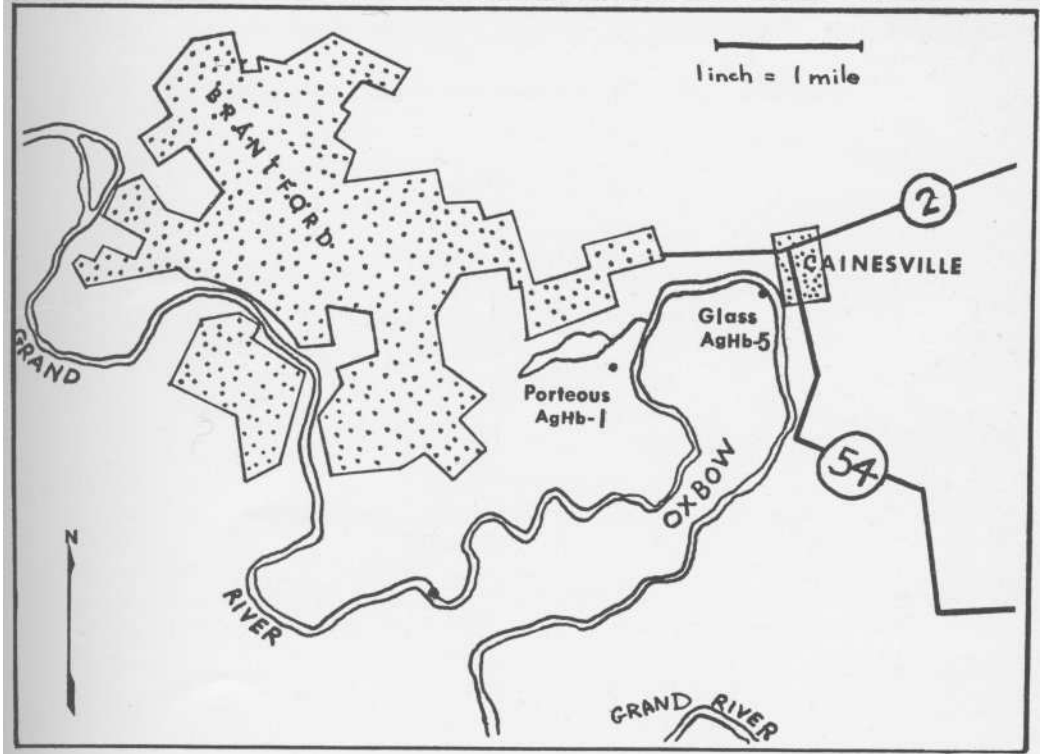 1 inch = 1 mile
BRANTFORD
2
CAINESVILLE
Glass
AgHb-5
GRAND
Porteous
AgHb-1
OXBOW
54
N
RIVER
GRAND RIVER